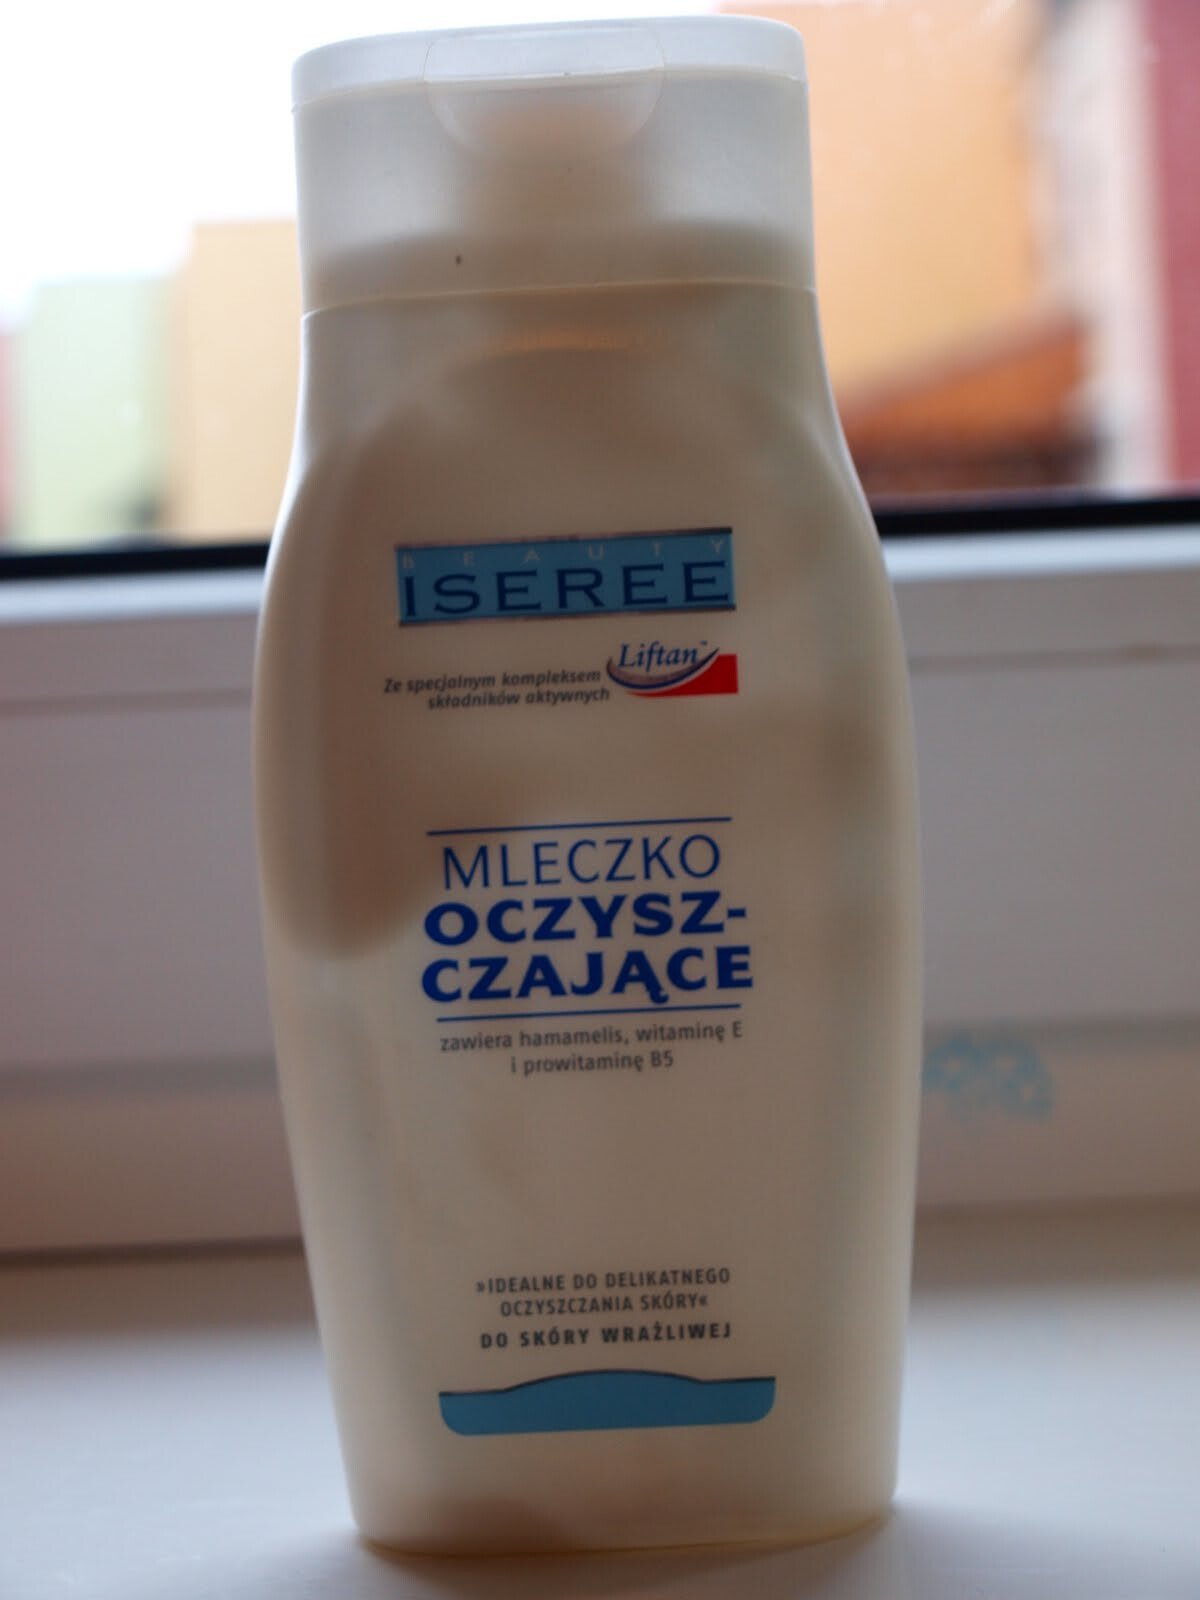 BEAUTY
ISEREE
Liftan™
Ze specjalnym kompleksem
składników aktywnych
MLECZKO
OCZYSZ-
CZAJĄCE
zawiera hamamelis, witaminę E
i prowitaminę B5
»IDEALNE DO DELIKATNEGO
OCZYSZCZANIA SKÓRY«
DO SKÓRY WRAŻLIWEJ